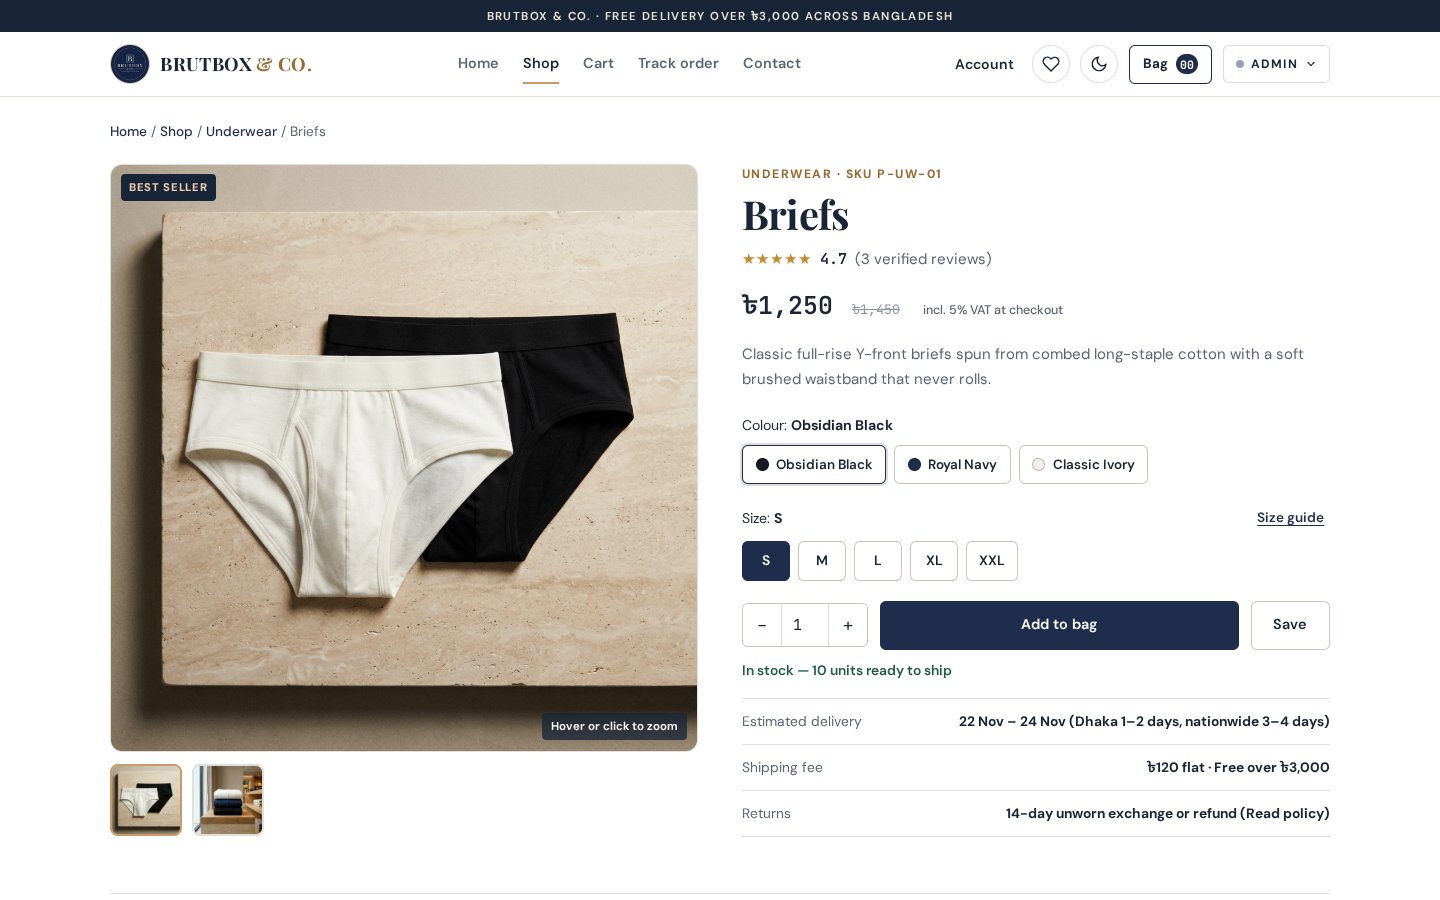 BRUTBOX & CO. · FREE DELIVERY OVER ৳3,000 ACROSS BANGLADESH
BRUTBOX & CO.
Home
Shop
Cart
Track order
Contact
Account
Bag 00
ADMIN
Home / Shop / Underwear / Briefs
BEST SELLER
Hover or click to zoom
UNDERWEAR · SKU P-UW-01
Briefs
★★★★★ 4.7 (3 verified reviews)
৳1,250 ৳1,450 incl. 5% VAT at checkout
Classic full-rise Y-front briefs spun from combed long-staple cotton with a soft
brushed waistband that never rolls.
Colour: Obsidian Black
Obsidian Black
Royal Navy
Classic Ivory
Size: S
Size guide
S
M
L
XL
XXL
− 1 +
Add to bag
Save
In stock — 10 units ready to ship
Estimated delivery 22 Nov – 24 Nov (Dhaka 1–2 days, nationwide 3–4 days)
Shipping fee ৳120 flat · Free over ৳3,000
Returns 14-day unworn exchange or refund (Read policy)